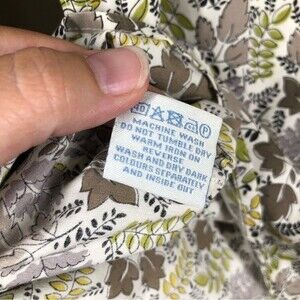 40
P
MACHINE WASH
DO NOT TUMBLE DRY
WARM IRON ON
REVERSE
WASH AND DRY DARK
COLOURS SEPARATELY
AND INSIDE OUT